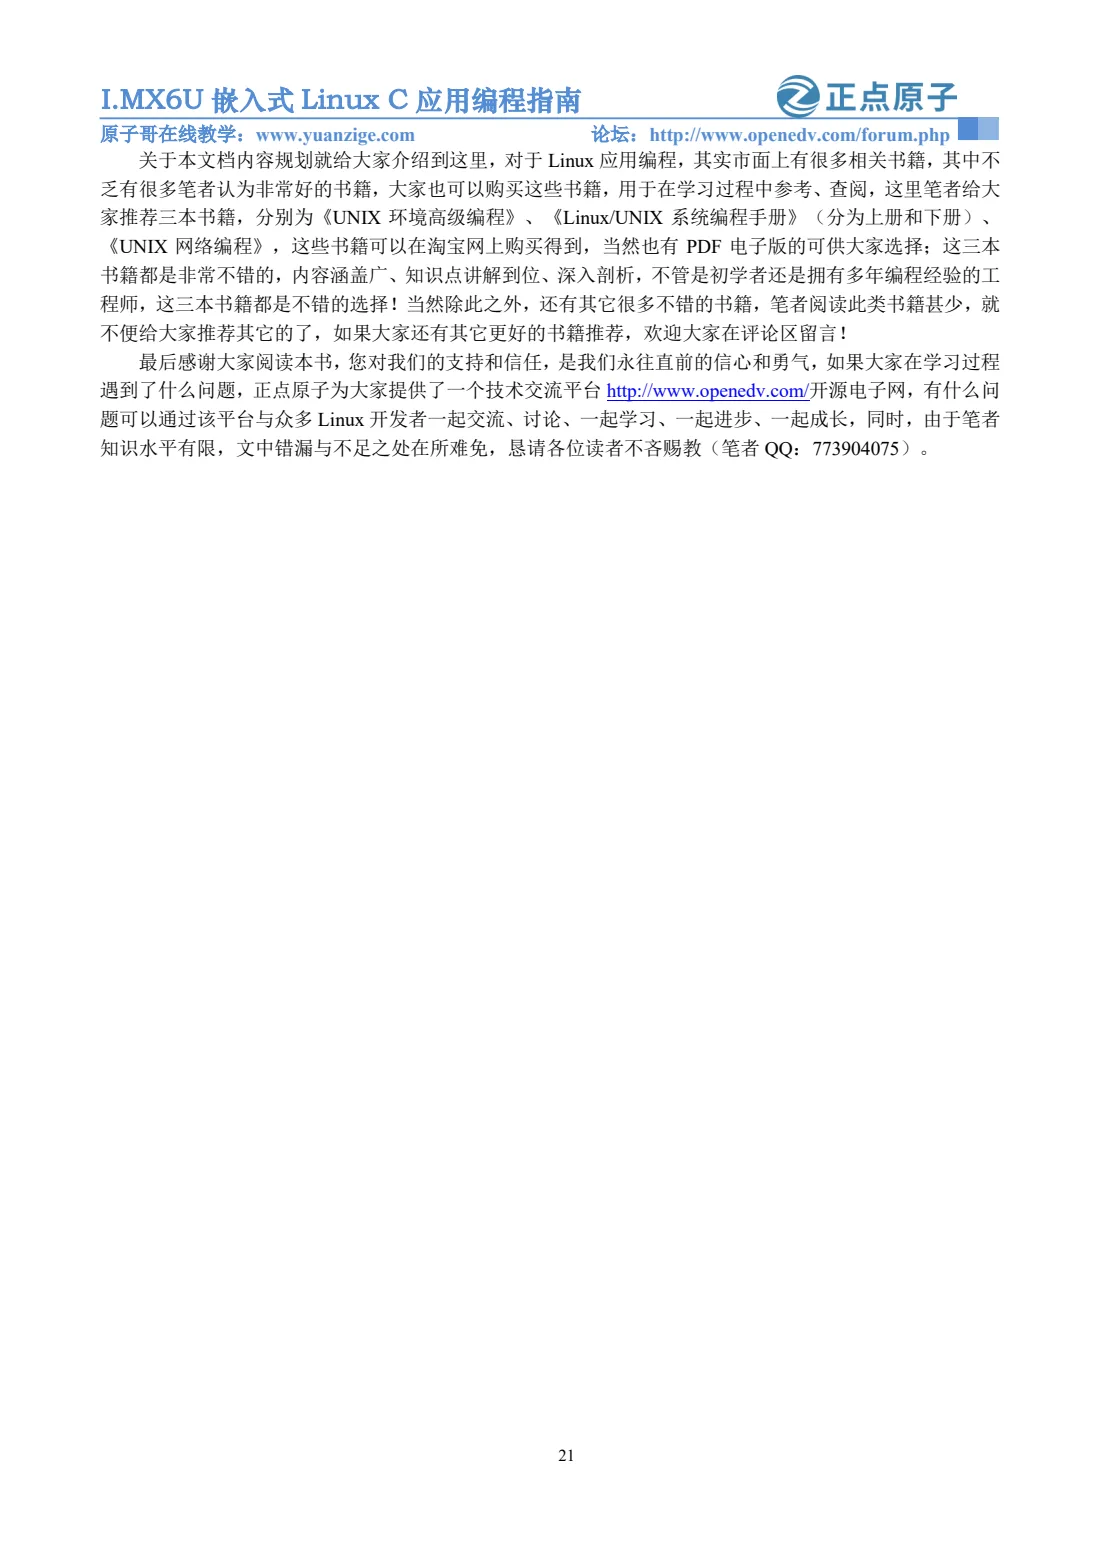 I.MX6U 嵌入式 Linux C 应用编程指南
正点原子
原子哥在线教学：www.yuanzige.com 论坛：http://www.openedv.com/forum.php
关于本文档内容规划就给大家介绍到这里，对于 Linux 应用编程，其实市面上有很多相关书籍，其中不
乏有很多笔者认为非常好的书籍，大家也可以购买这些书籍，用于在学习过程中参考、查阅，这里笔者给大
家推荐三本书籍，分别为《UNIX 环境高级编程》、《Linux/UNIX 系统编程手册》（分为上册和下册）、
《UNIX 网络编程》，这些书籍可以在淘宝网上购买得到，当然也有 PDF 电子版的可供大家选择；这三本
书籍都是非常不错的，内容涵盖广、知识点讲解到位、深入剖析，不管是初学者还是拥有多年编程经验的工
程师，这三本书籍都是不错的选择！当然除此之外，还有其它很多不错的书籍，笔者阅读此类书籍甚少，就
不便给大家推荐其它的了，如果大家还有其它更好的书籍推荐，欢迎大家在评论区留言！
最后感谢大家阅读本书，您对我们的支持和信任，是我们永往直前的信心和勇气，如果大家在学习过程
遇到了什么问题，正点原子为大家提供了一个技术交流平台 http://www.openedv.com/开源电子网，有什么问
题可以通过该平台与众多 Linux 开发者一起交流、讨论、一起学习、一起进步、一起成长，同时，由于笔者
知识水平有限，文中错漏与不足之处在所难免，恳请各位读者不吝赐教（笔者 QQ：773904075）。
21